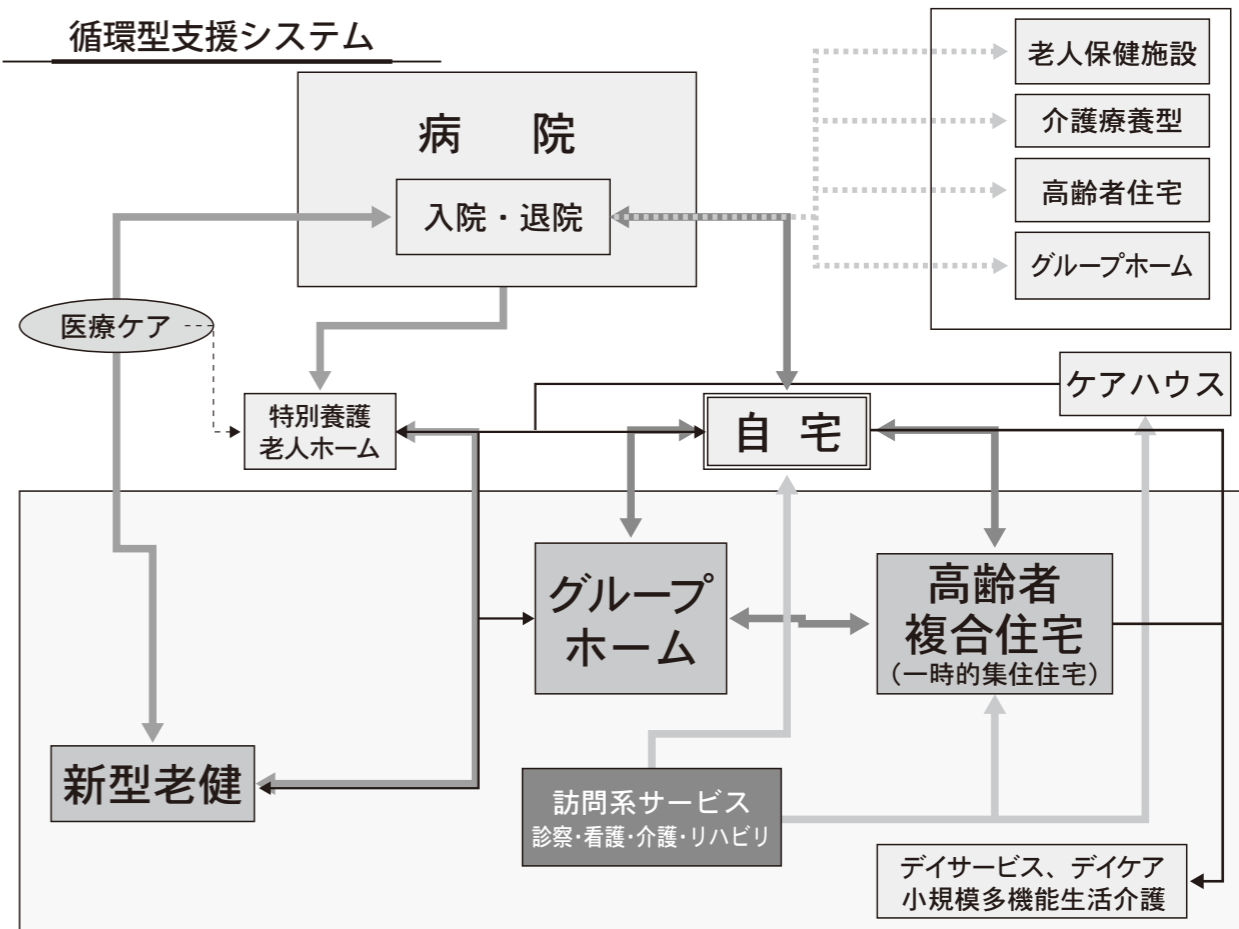 循環型支援システム
病　院
入院・退院
老人保健施設
介護療養型
高齢者住宅
グループホーム
医療ケア
特別養護
老人ホーム
自 宅
ケアハウス
グループ
ホーム
高齢者
複合住宅
（一時的集住住宅）
新型老健
訪問系サービス
診察・看護・介護・リハビリ
デイサービス、デイケア
小規模多機能生活介護